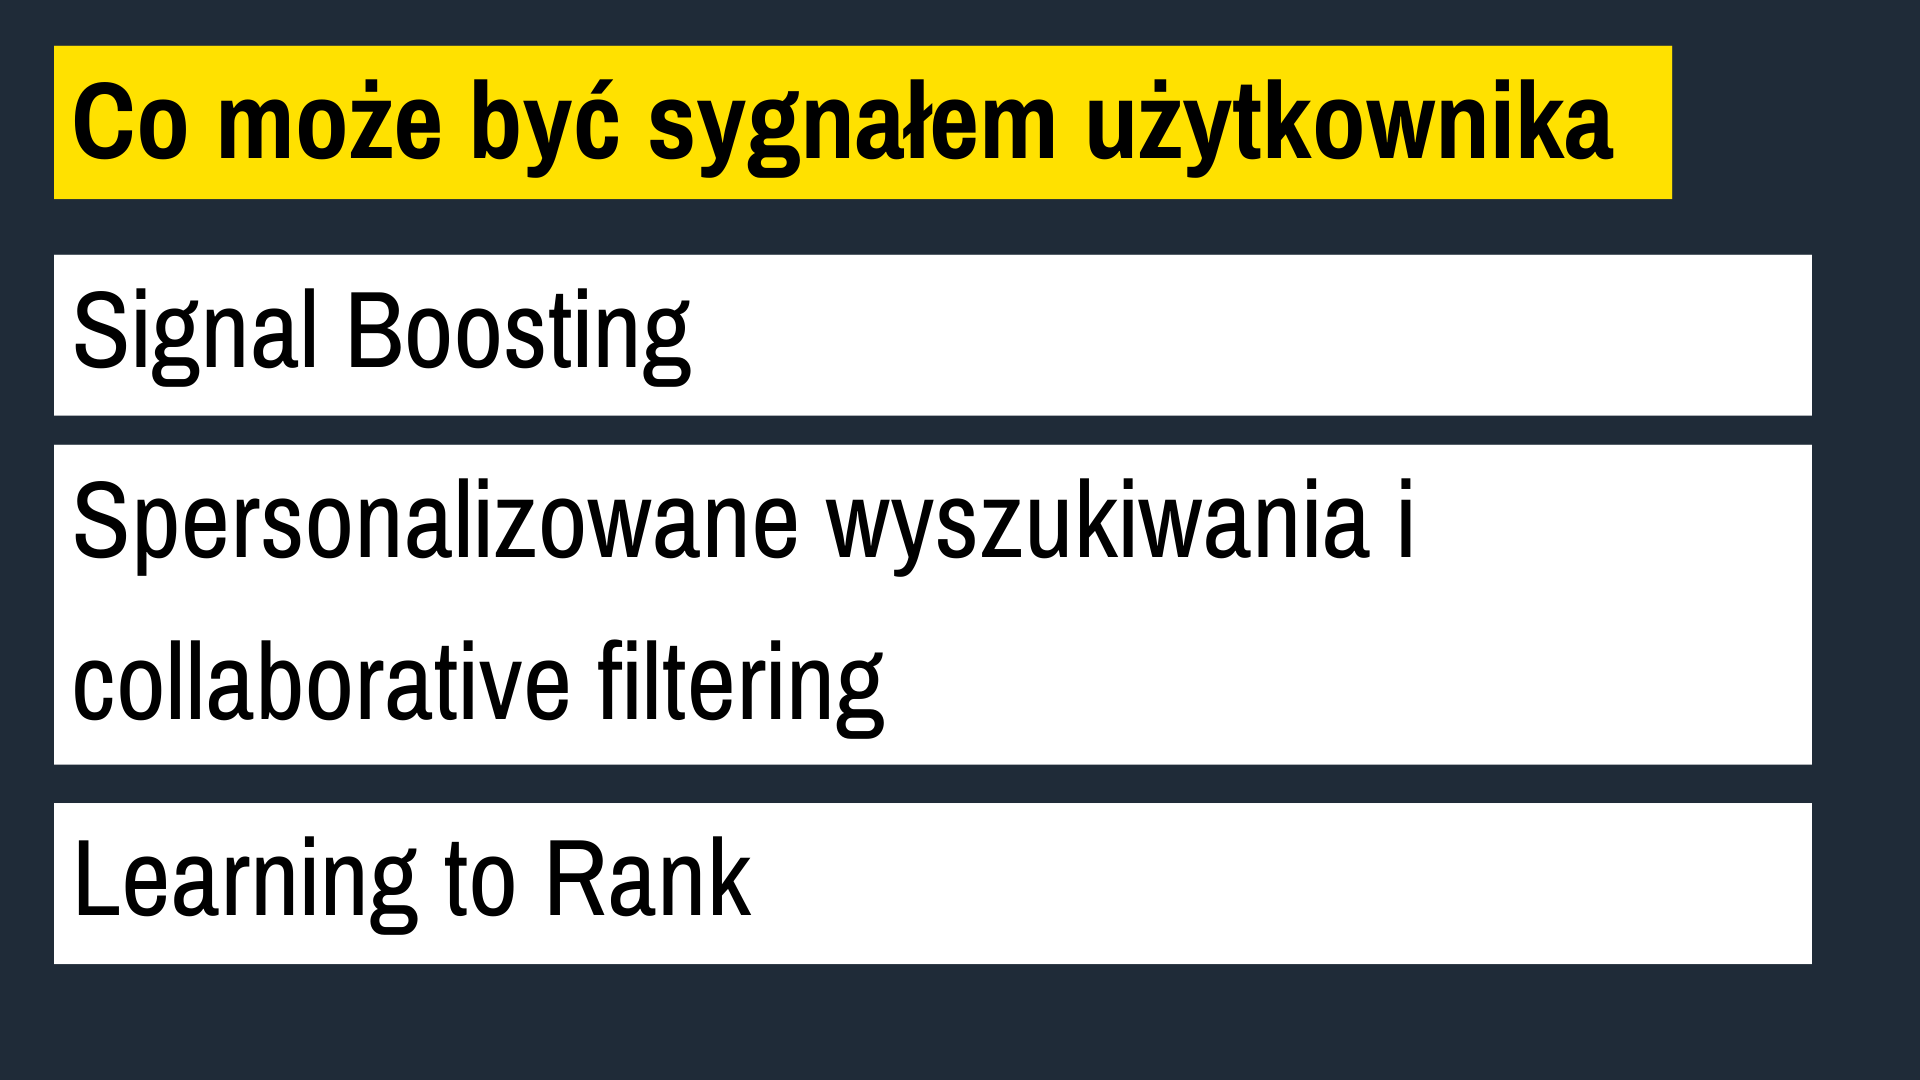 Co może być sygnałem użytkownika
Signal Boosting
Spersonalizowane wyszukiwania i
collaborative filtering
Learning to Rank